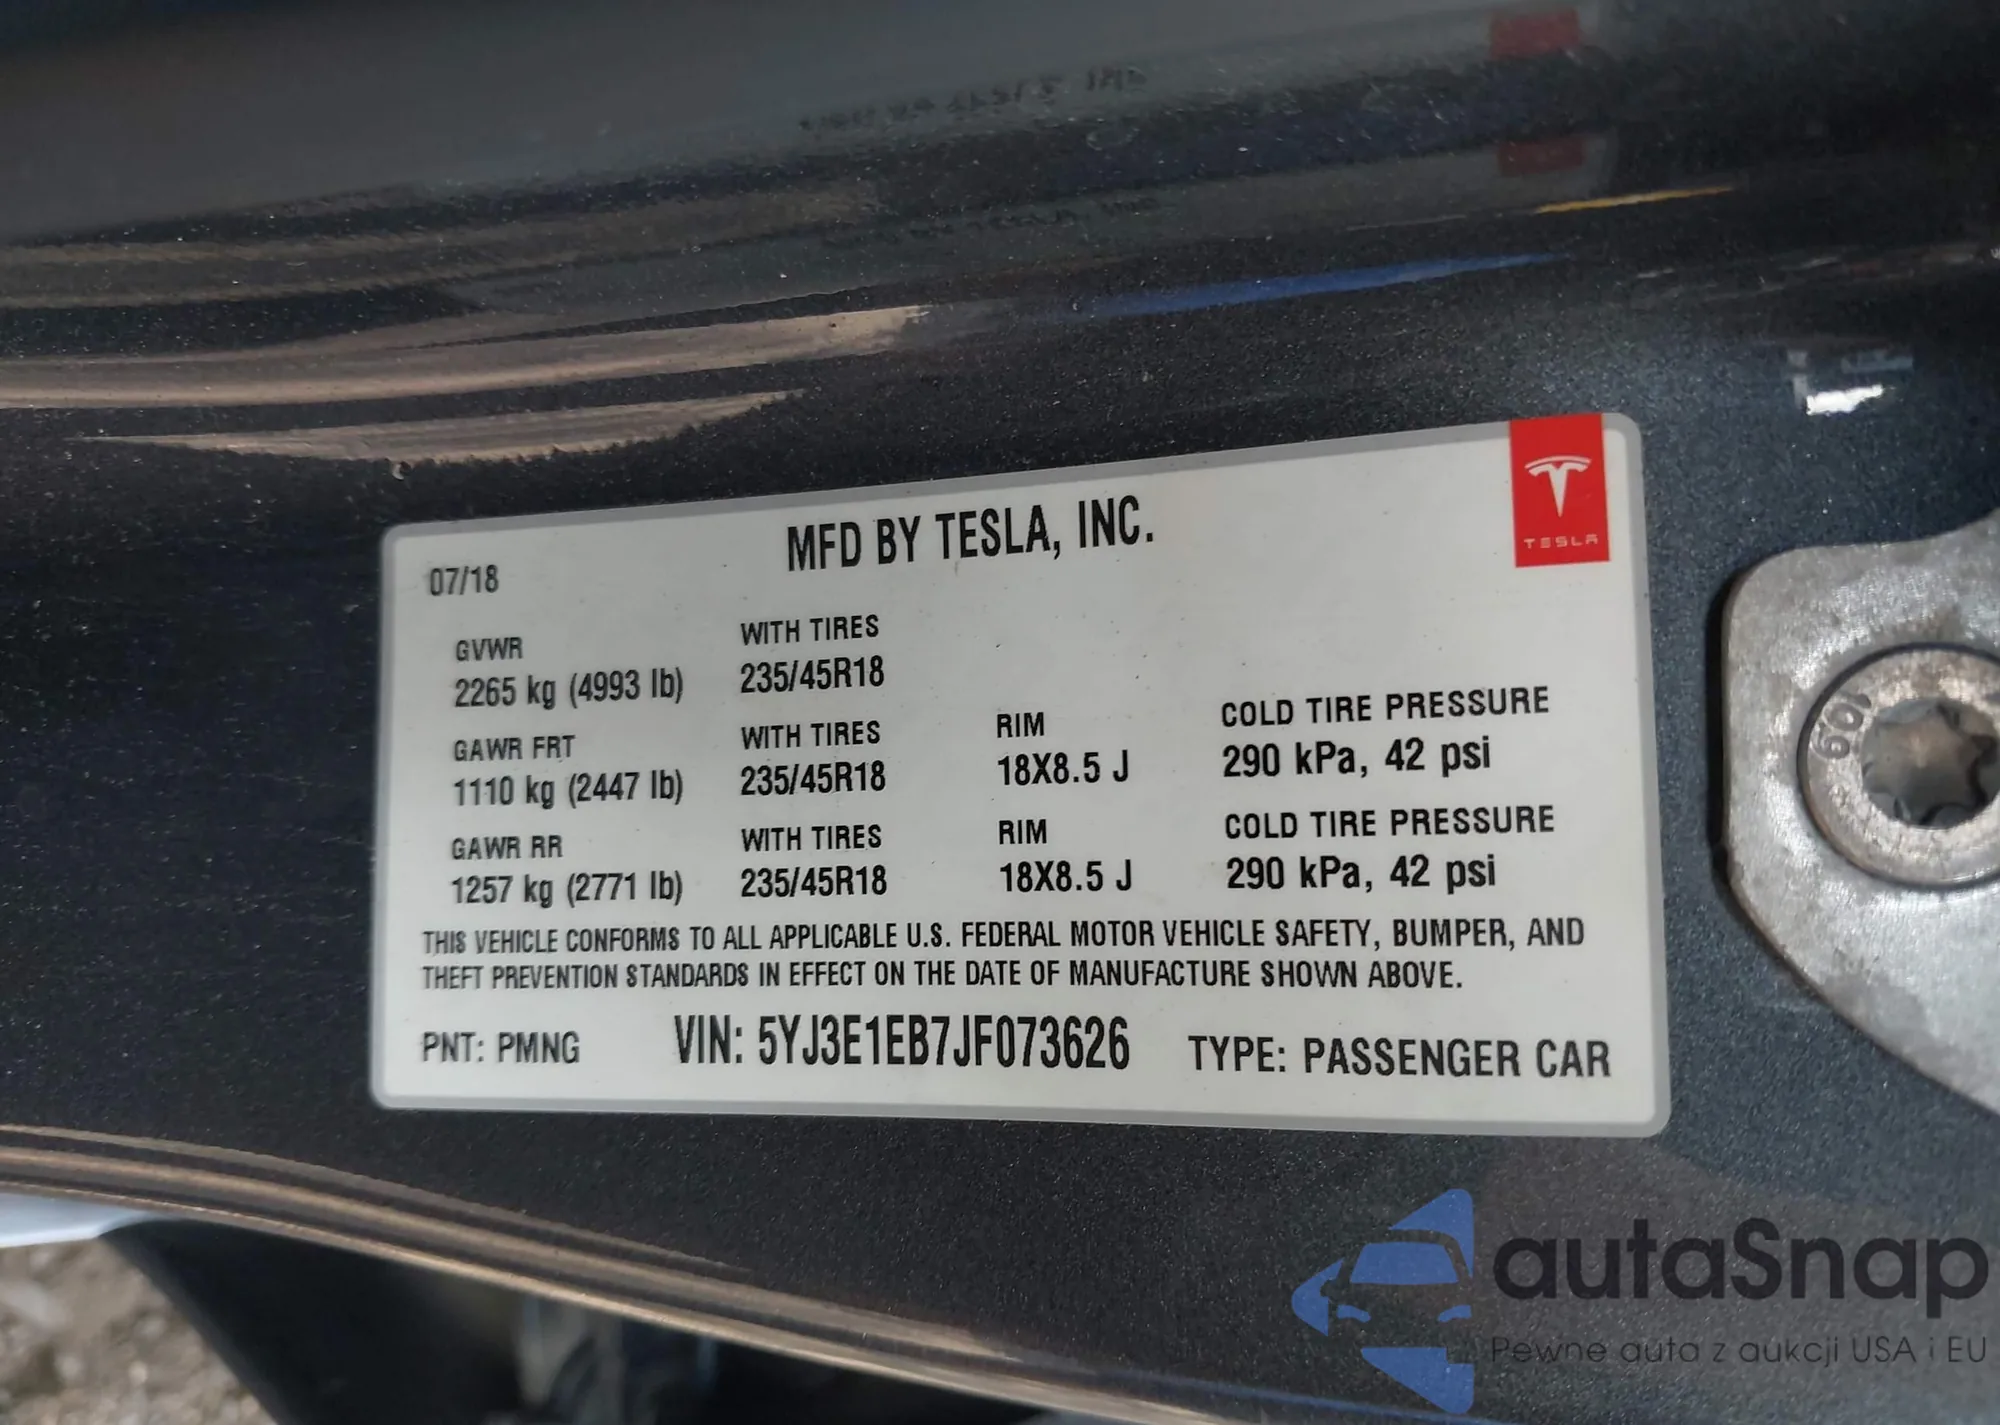 MFD BY TESLA, INC.
TESLA
07/18
GVWR
2265 kg (4993 lb)
WITH TIRES
235/45R18
GAWR FRT
1110 kg (2447 lb)
WITH TIRES
235/45R18
RIM
18X8.5 J
COLD TIRE PRESSURE
290 kPa, 42 psi
GAWR RR
1257 kg (2771 lb)
WITH TIRES
235/45R18
RIM
18X8.5 J
COLD TIRE PRESSURE
290 kPa, 42 psi
THIS VEHICLE CONFORMS TO ALL APPLICABLE U.S. FEDERAL MOTOR VEHICLE SAFETY, BUMPER, AND
THEFT PREVENTION STANDARDS IN EFFECT ON THE DATE OF MANUFACTURE SHOWN ABOVE.
PNT: PMNG
VIN: 5YJ3E1EB7JF073626
TYPE: PASSENGER CAR
10.9
autaSnap
Pewne auta z aukcji USA i EU